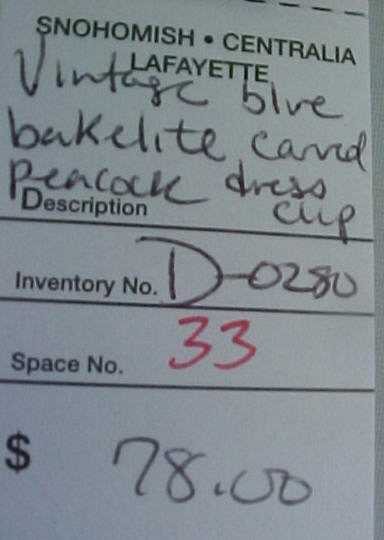 SNOHOMISH • CENTRALIA
LAFAYETTE
Vintage blue
bakelite carved
peacock dress
clip
Description
Inventory No. D-0280
Space No. 33
$ 78.00